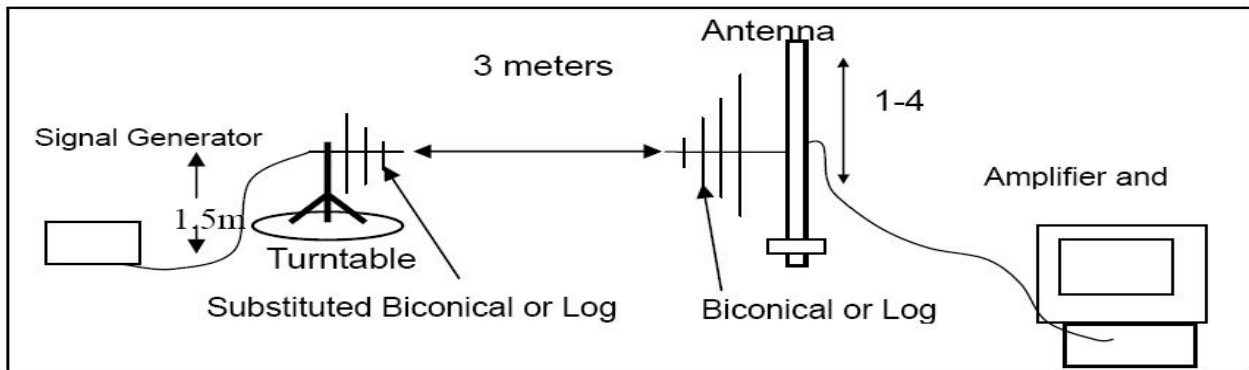 Antenna
3 meters
1-4
Signal Generator
Amplifier and
1.5m
Turntable
Substituted Biconical or Log
Biconical or Log